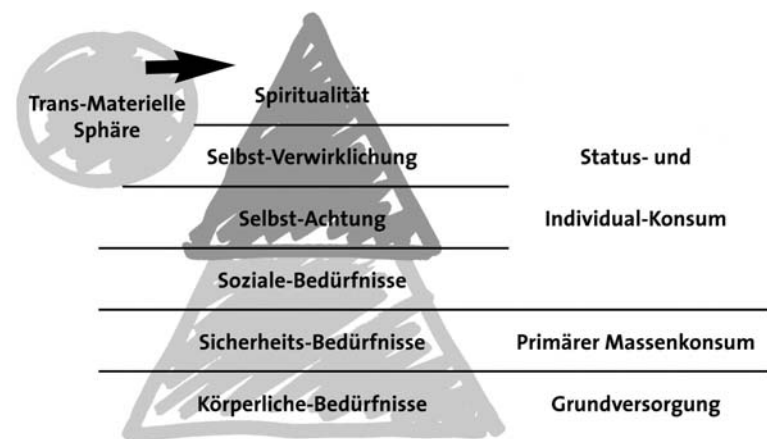 Trans-Materielle
Sphäre
Spiritualität
Selbst-Verwirklichung
Status- und
Selbst-Achtung
Individual-Konsum
Soziale-Bedürfnisse
Sicherheits-Bedürfnisse
Primärer Massenkonsum
Körperliche-Bedürfnisse
Grundversorgung